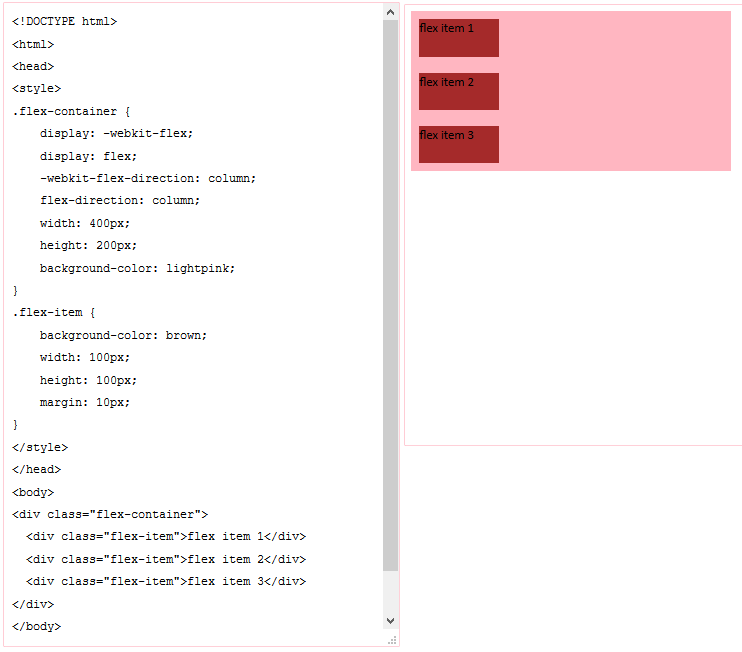 <!DOCTYPE html>
<html>
<head>
<style>
.flex-container {
    display: -webkit-flex;
    display: flex;
    -webkit-flex-direction: column;
    flex-direction: column;
    width: 400px;
    height: 200px;
    background-color: lightpink;
}
.flex-item {
    background-color: brown;
    width: 100px;
    height: 100px;
    margin: 10px;
}
</style>
</head>
<body>
<div class="flex-container">
  <div class="flex-item">flex item 1</div>
  <div class="flex-item">flex item 2</div>
  <div class="flex-item">flex item 3</div>
</div>
</body>
flex item 1
flex item 2
flex item 3